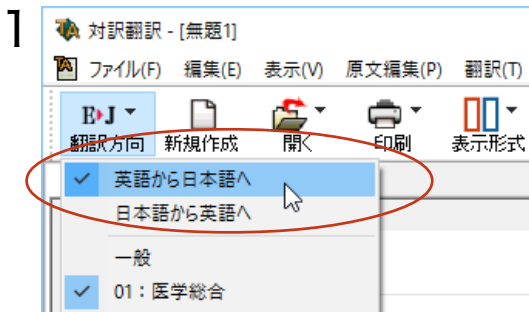 1
対訳翻訳 - [無題1]
ファイル(F) 編集(E) 表示(V) 原文編集(P) 翻訳(T)
E▸J
翻訳方向 新規作成 開く 印刷 表示形式
英語から日本語へ
日本語から英語へ
一般
01：医学総合